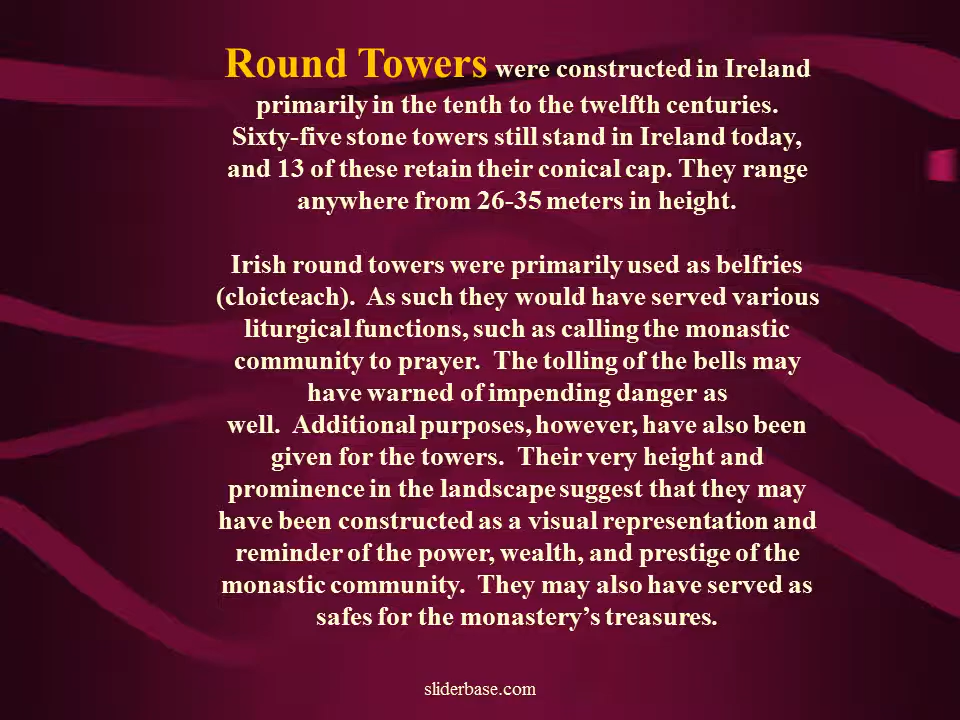 Round Towers were constructed in Ireland
primarily in the tenth to the twelfth centuries.
Sixty-five stone towers still stand in Ireland today,
and 13 of these retain their conical cap. They range
anywhere from 26-35 meters in height.
Irish round towers were primarily used as belfries
(cloicteach).  As such they would have served various
liturgical functions, such as calling the monastic
community to prayer.  The tolling of the bells may
have warned of impending danger as
well.  Additional purposes, however, have also been
given for the towers.  Their very height and
prominence in the landscape suggest that they may
have been constructed as a visual representation and
reminder of the power, wealth, and prestige of the
monastic community.  They may also have served as
safes for the monastery’s treasures.
sliderbase.com